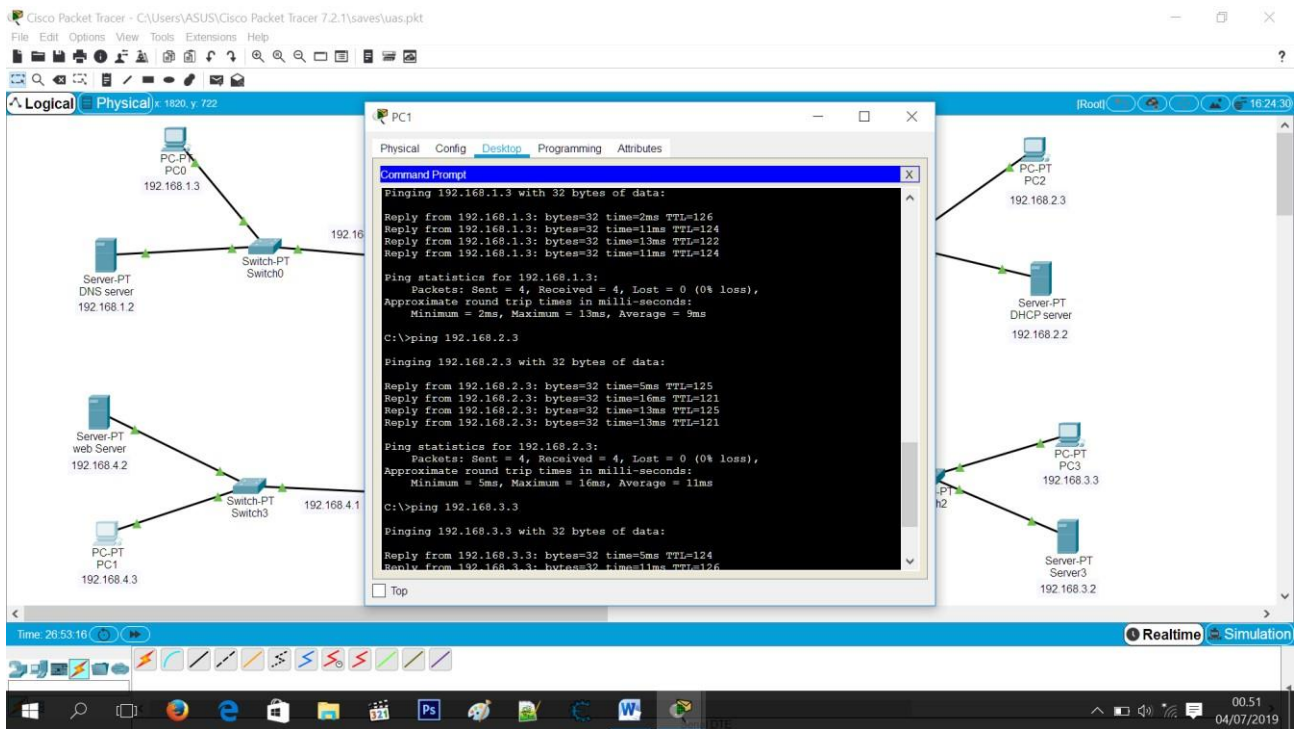 Cisco Packet Tracer - C:\Users\ASUS\Cisco Packet Tracer 7.2.1\saves\uas.pkt
File Edit Options View Tools Extensions Help
?
Logical Physical x: 1820, y: 722 [Root] 16:24:30
PC-PT
PC0
192.168.1.3
Server-PT
DNS server
192.168.1.2
Switch-PT
Switch0
192.16
Server-PT
web Server
192.168.4.2
Switch-PT
Switch3
192.168.4.1
PC-PT
PC1
192.168.4.3
PC1
Physical Config Desktop Programming Attributes
Command Prompt X
Pinging 192.168.1.3 with 32 bytes of data:
Reply from 192.168.1.3: bytes=32 time=2ms TTL=126
Reply from 192.168.1.3: bytes=32 time=11ms TTL=124
Reply from 192.168.1.3: bytes=32 time=13ms TTL=122
Reply from 192.168.1.3: bytes=32 time=11ms TTL=124
Ping statistics for 192.168.1.3:
Packets: Sent = 4, Received = 4, Lost = 0 (0% loss),
Approximate round trip times in milli-seconds:
Minimum = 2ms, Maximum = 13ms, Average = 9ms
C:\>ping 192.168.2.3
Pinging 192.168.2.3 with 32 bytes of data:
Reply from 192.168.2.3: bytes=32 time=5ms TTL=125
Reply from 192.168.2.3: bytes=32 time=16ms TTL=121
Reply from 192.168.2.3: bytes=32 time=13ms TTL=125
Reply from 192.168.2.3: bytes=32 time=13ms TTL=121
Ping statistics for 192.168.2.3:
Packets: Sent = 4, Received = 4, Lost = 0 (0% loss),
Approximate round trip times in milli-seconds:
Minimum = 5ms, Maximum = 16ms, Average = 11ms
C:\>ping 192.168.3.3
Pinging 192.168.3.3 with 32 bytes of data:
Reply from 192.168.3.3: bytes=32 time=5ms TTL=124
Reply from 192.168.3.3: bytes=32 time=11ms TTL=126
Top
PC-PT
PC2
192.168.2.3
Server-PT
DHCP server
192.168.2.2
PC-PT
PC3
192.168.3.3
-PT
h2
Server-PT
Server3
192.168.3.2
Time: 26:53:16 Realtime Simulation
Ps
W
00.51
04/07/2019